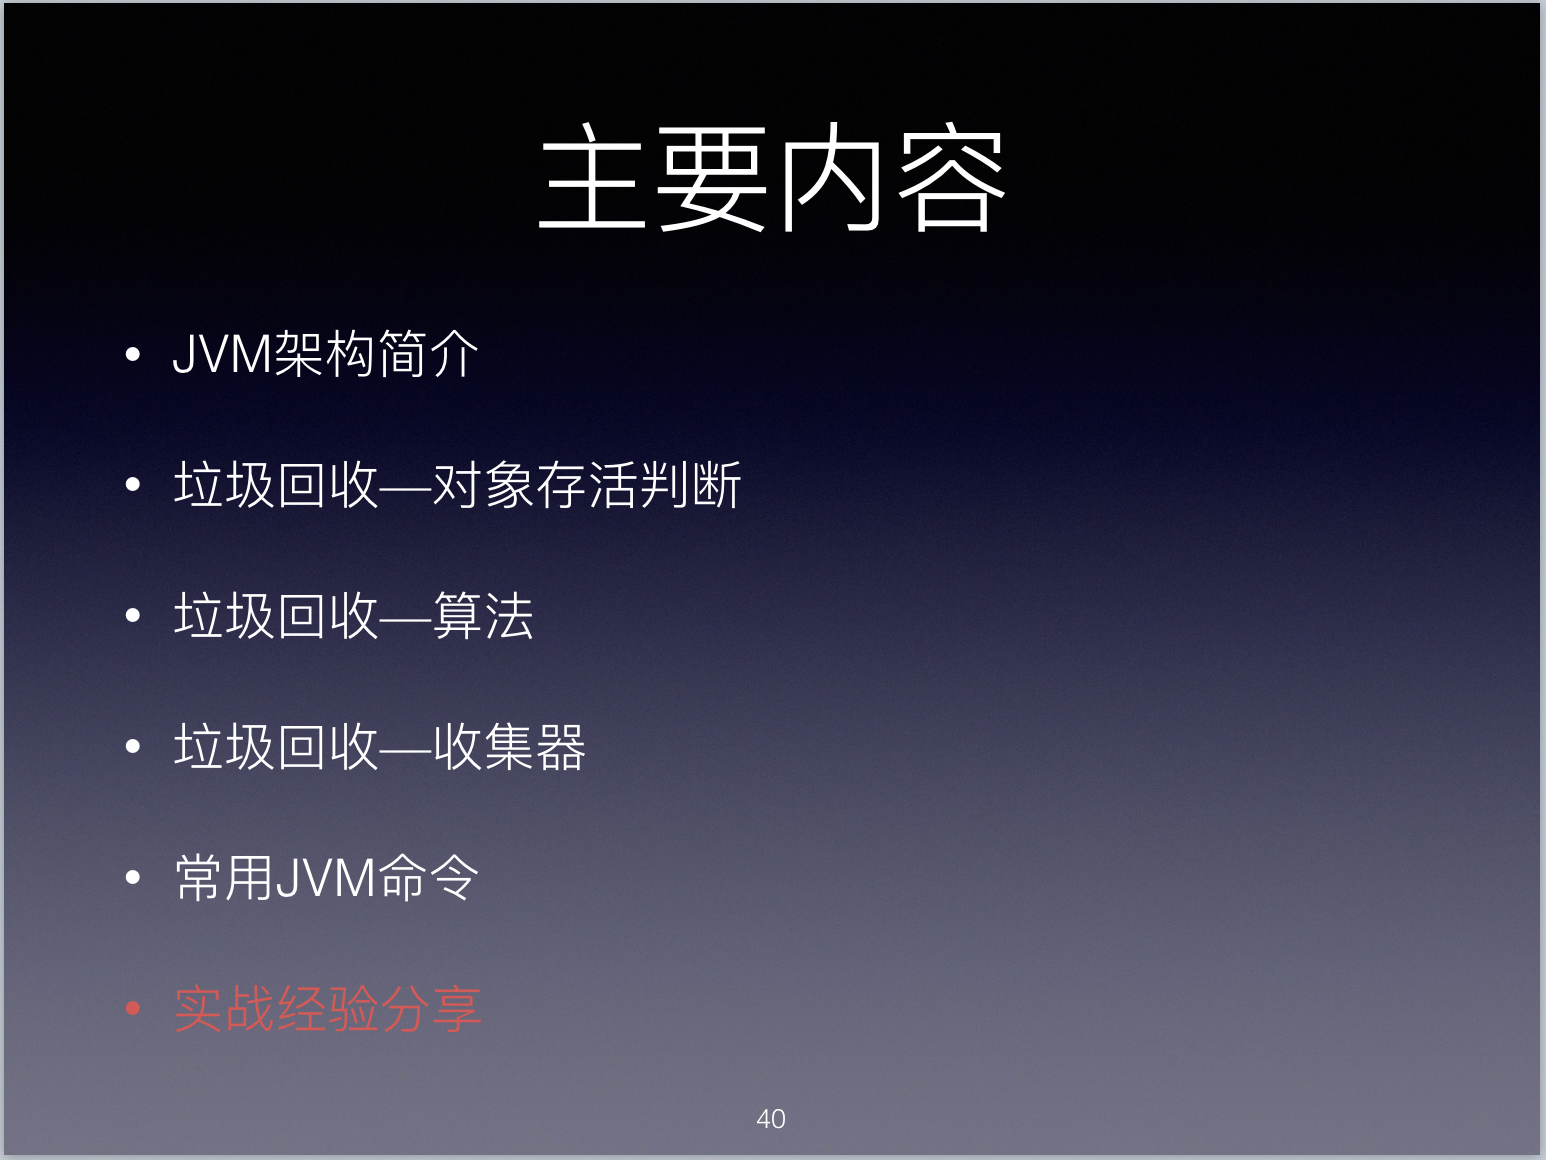 主要内容
• JVM架构简介
• 垃圾回收—对象存活判断
• 垃圾回收—算法
• 垃圾回收—收集器
• 常用JVM命令
• 实战经验分享
40